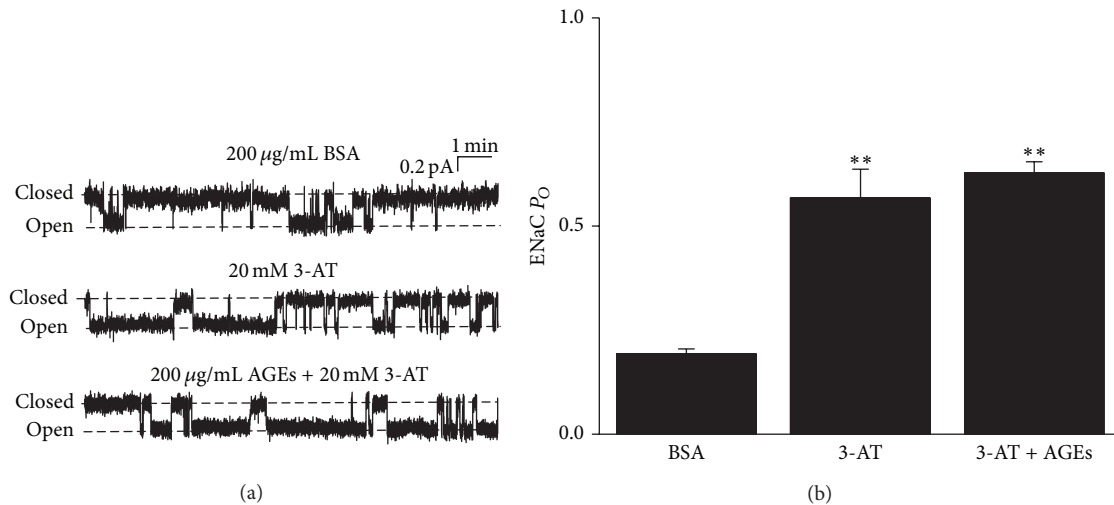 200 μg/mL BSA
1 min
0.2 pA
Closed
Open
20 mM 3-AT
Closed
Open
200 μg/mL AGEs + 20 mM 3-AT
Closed
Open
(a)
1.0
0.5
0.0
ENaC PO
**
**
BSA
3-AT
3-AT + AGEs
(b)